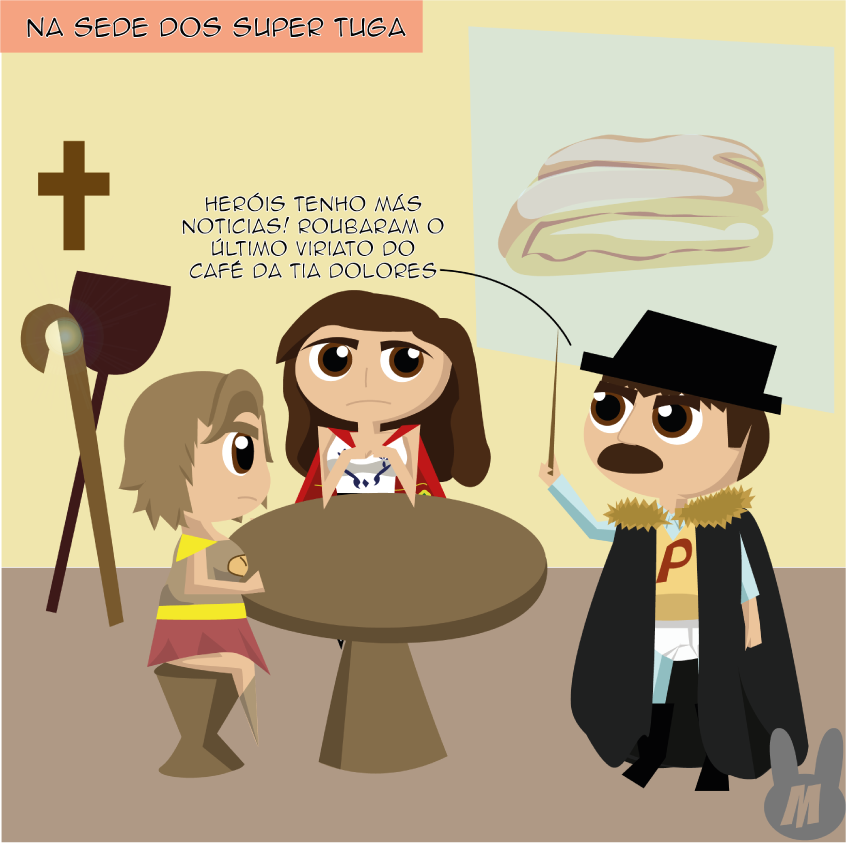 NA SEDE DOS SUPER TUGA
HERÓIS TENHO MÁS
NOTICIAS! ROUBARAM O
ÚLTIMO VIRIATO DO
CAFÉ DA TIA DOLORES
P
M